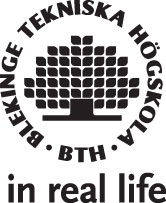 BLEKINGE TEKNISKA HÖGSKOLA
· BTH ·
in real life